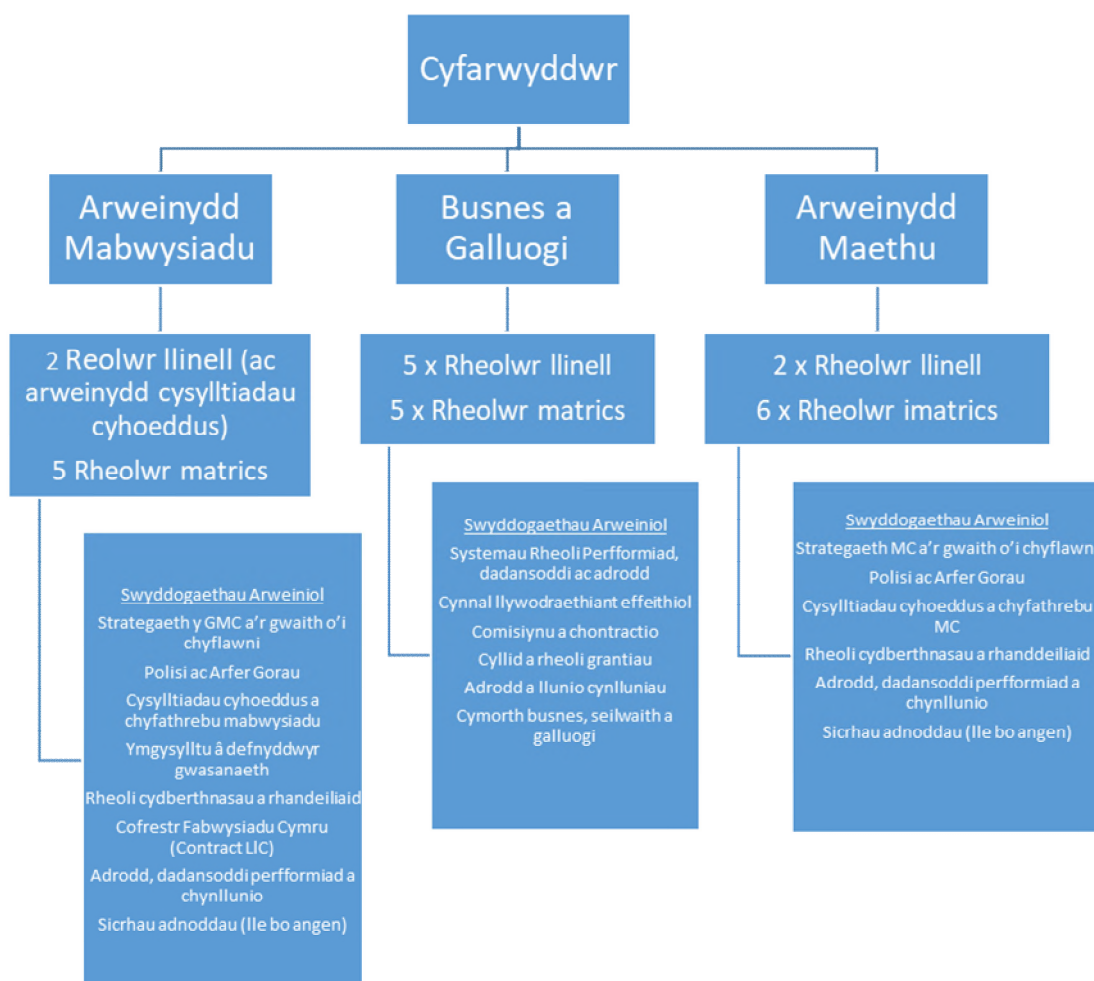 Cyfarwyddwr
Arweinydd
Mabwysiadu
Busnes a
Galluogi
Arweinydd
Maethu
2 Reolwr llinell (ac
arweinydd cysylltiadau
cyhoeddus)
5 Rheolwr matrics
5 x Rheolwr llinell
5 x Rheolwr matrics
2 x Rheolwr llinell
6 x Rheolwr imatrics
Swyddogaethau Arweiniol
Strategaeth y GMC a'r gwaith o'i
chyflawni
Polisi ac Arfer Gorau
Cysylltiadau cyhoeddus a
chyfathrebu mabwysiadu
Ymgysylltu â defnyddwyr
gwasanaeth
Rheoli cydberthnasau a rhandeiliaid
Cofrestr Fabwysiadu Cymru
(Contract LlC)
Adrodd, dadansoddi perfformiad a
chynllunio
Sicrhau adnoddau (lle bo angen)
Swyddogaethau Arweiniol
Systemau Rheoli Perfformiad,
dadansoddi ac adrodd
Cynnal llywodraethiant effeithiol
Comisiynu a chontractio
Cyllid a rheoli grantiau
Adrodd a llunio cynlluniau
Cymorth busnes, seilwaith a
galluogi
Swyddogaethau Arweiniol
Strategaeth MC a'r gwaith o'i chyflawn
Polisi ac Arfer Gorau
Cysylltiadau cyhoeddus a chyfathrebu
MC
Rheoli cydberthnasau a rhanddeiliaid
Adrodd, dadansoddi perfformiad a
chynllunio
Sicrhau adnoddau (lle bo angen)